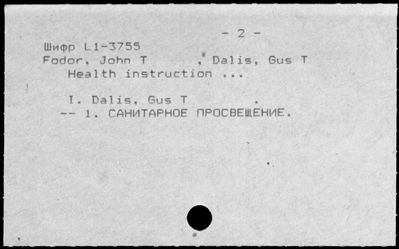 - 2 -
Шифр L1-3755
Fodor, John T , Dalis, Gus T
Health instruction ...
I. Dalis, Gus T .
-- 1. САНИТАРНОЕ ПРОСВЕЩЕНИЕ.